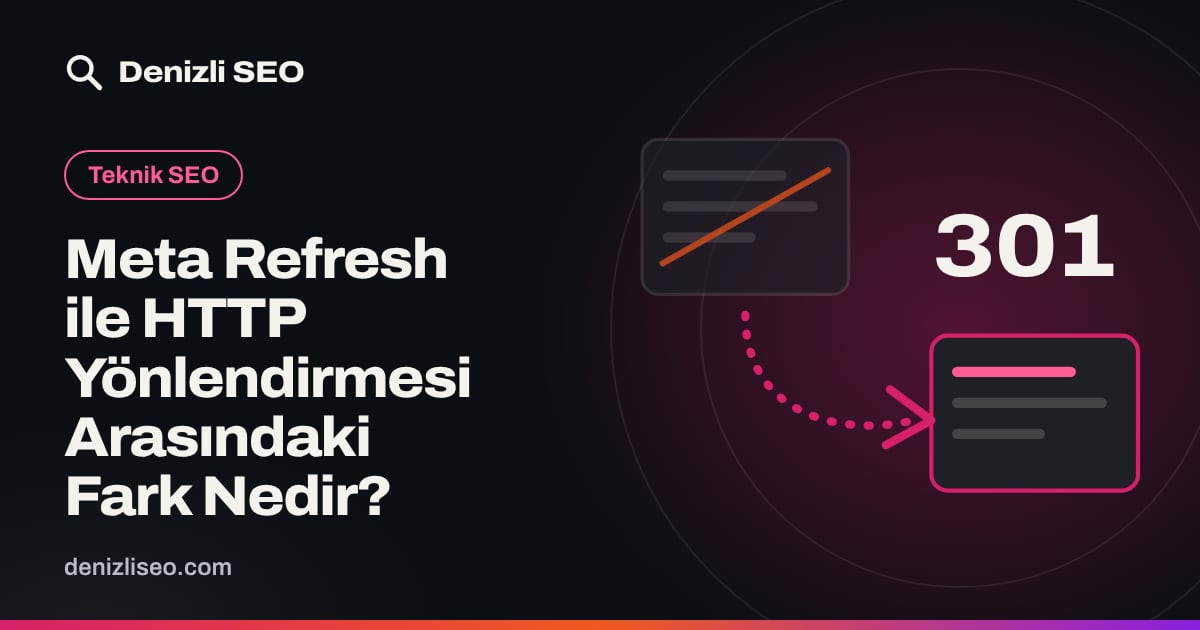 Denizli SEO
Teknik SEO
Meta Refresh
ile HTTP
Yönlendirmesi
Arasındaki
Fark Nedir?
denizliseo.com
301